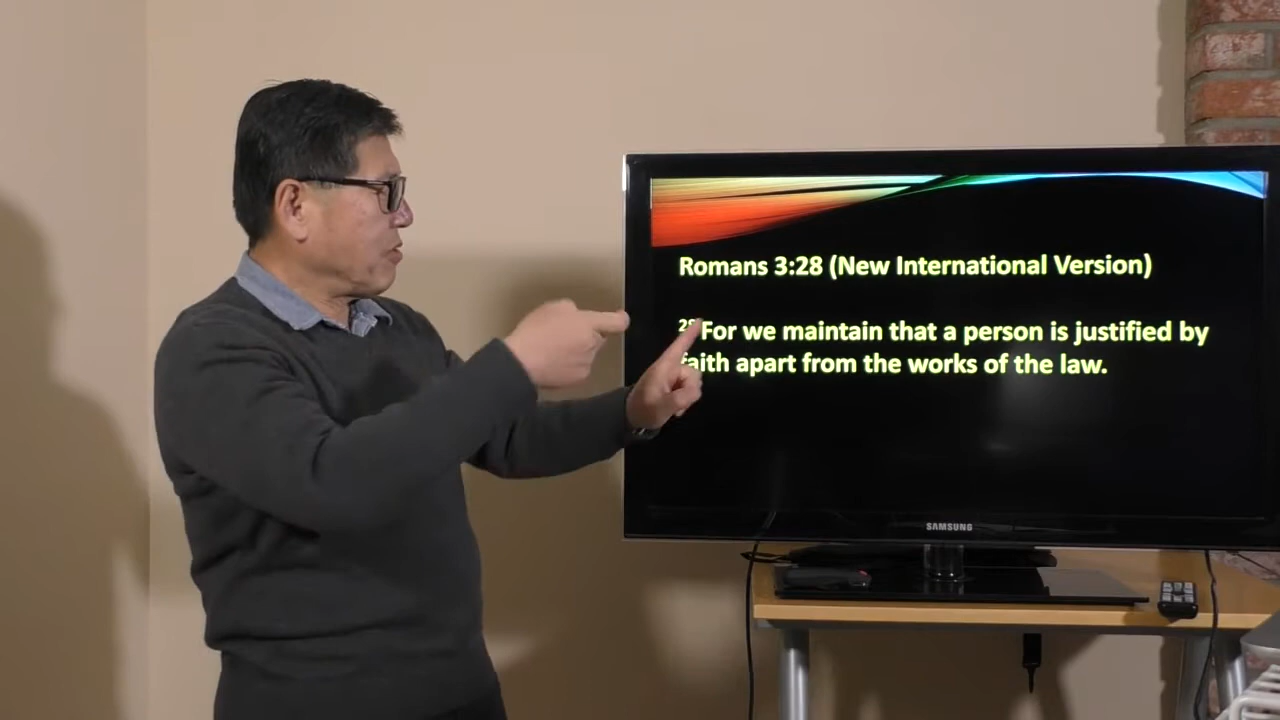 Romans 3:28 (New International Version)
For we maintain that a person is justified by
faith apart from the works of the law.
SAMSUNG